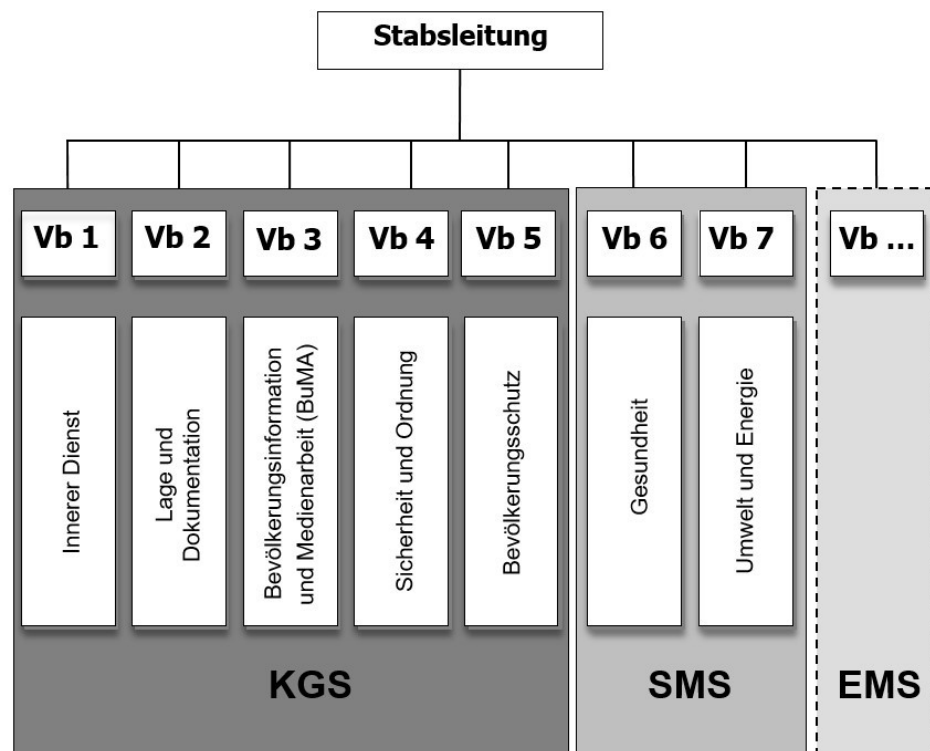 Stabsleitung
Vb 1
Vb 2
Vb 3
Vb 4
Vb 5
Vb 6
Vb 7
Vb ...
Innerer Dienst
Lage und
Dokumentation
Bevölkerungsinformation
und Medienarbeit (BuMA)
Sicherheit und Ordnung
Bevölkerungsschutz
Gesundheit
Umwelt und Energie
KGS
SMS
EMS